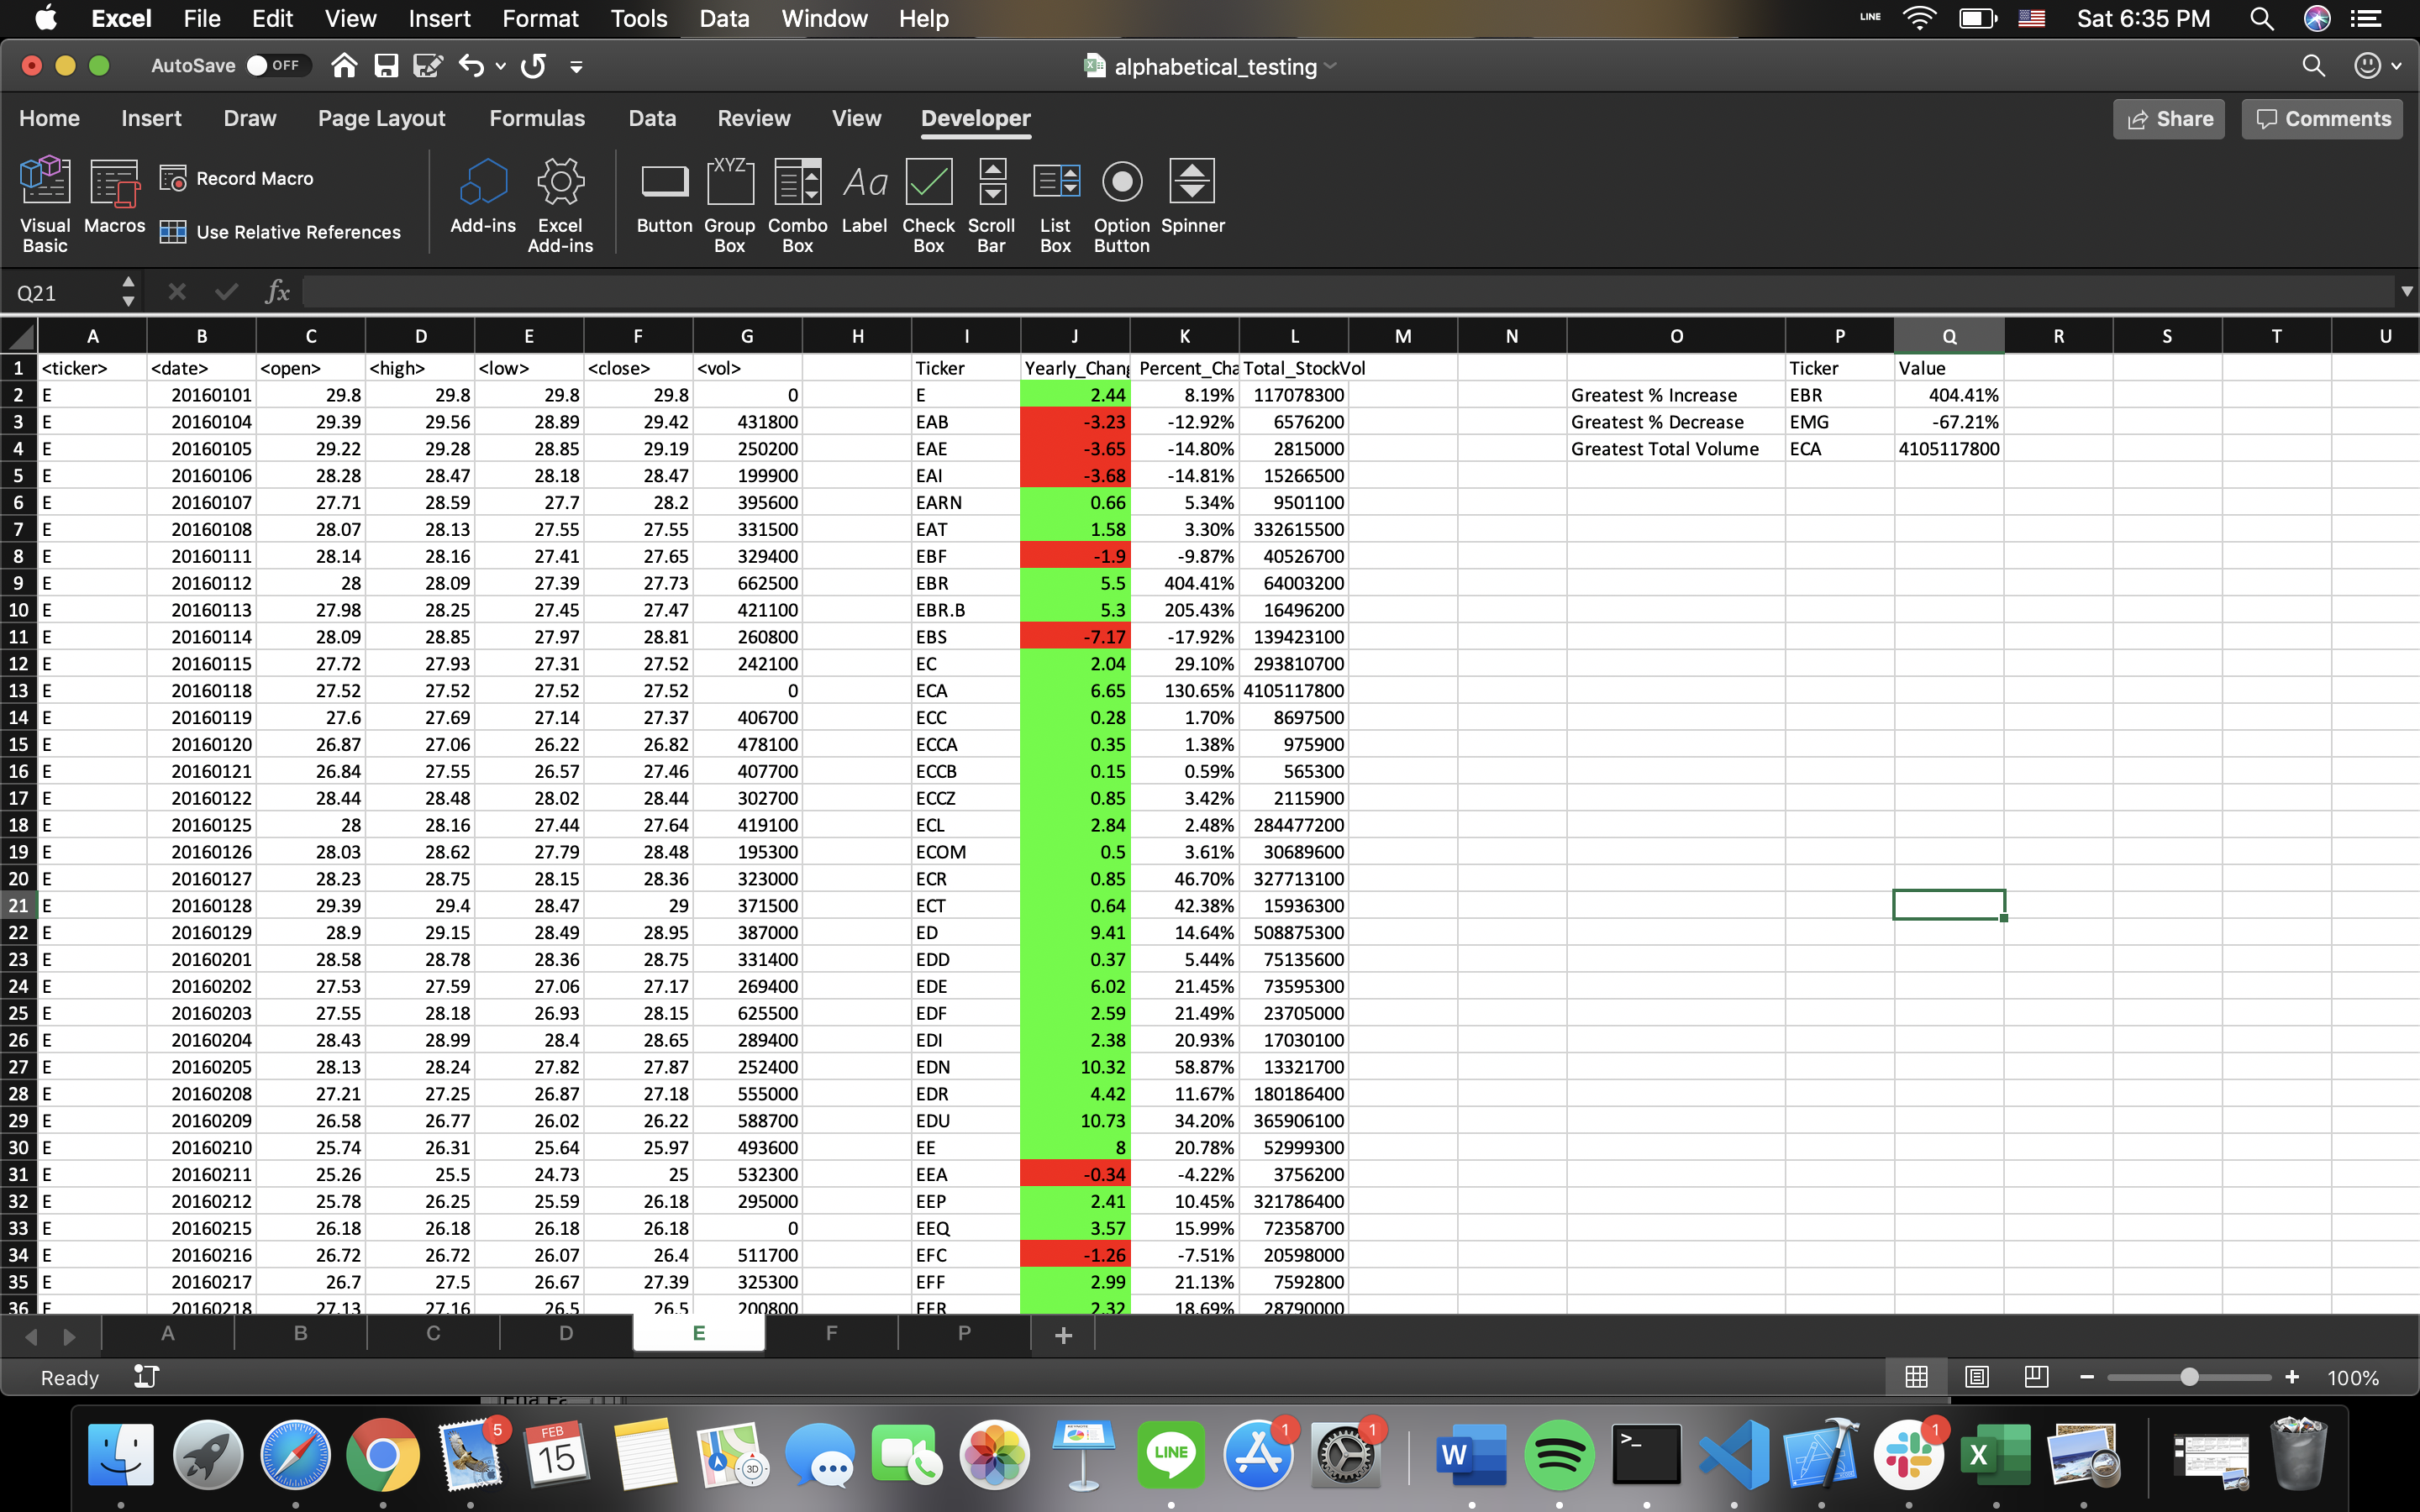 Excel File Edit View Insert Format Tools Data Window Help LINE Sat 6:35 PM
AutoSave OFF alphabetical_testing
Home Insert Draw Page Layout Formulas Data Review View Developer Share Comments
Visual Basic Macros Record Macro Use Relative References Add-ins Excel Add-ins Button XYZ Group Box Combo Box Aa Label Check Box Scroll Bar List Box Option Button Spinner
Q21 fx
A B C D E F G H I J K L M N O P Q R S T U
1 <ticker> <date> <open> <high> <low> <close> <vol> Ticker Yearly_Chang Percent_Cha Total_StockVol Ticker Value
2 E 20160101 29.8 29.8 29.8 29.8 0 E 2.44 8.19% 117078300 Greatest % Increase EBR 404.41%
3 E 20160104 29.39 29.56 28.89 29.42 431800 EAB -3.23 -12.92% 6576200 Greatest % Decrease EMG -67.21%
4 E 20160105 29.22 29.28 28.85 29.19 250200 EAE -3.65 -14.80% 2815000 Greatest Total Volume ECA 4105117800
5 E 20160106 28.28 28.47 28.18 28.47 199900 EAI -3.68 -14.81% 15266500
6 E 20160107 27.71 28.59 27.7 28.2 395600 EARN 0.66 5.34% 9501100
7 E 20160108 28.07 28.13 27.55 27.55 331500 EAT 1.58 3.30% 332615500
8 E 20160111 28.14 28.16 27.41 27.65 329400 EBF -1.9 -9.87% 40526700
9 E 20160112 28 28.09 27.39 27.73 662500 EBR 5.5 404.41% 64003200
10 E 20160113 27.98 28.25 27.45 27.47 421100 EBR.B 5.3 205.43% 16496200
11 E 20160114 28.09 28.85 27.97 28.81 260800 EBS -7.17 -17.92% 139423100
12 E 20160115 27.72 27.93 27.31 27.52 242100 EC 2.04 29.10% 293810700
13 E 20160118 27.52 27.52 27.52 27.52 0 ECA 6.65 130.65% 4105117800
14 E 20160119 27.6 27.69 27.14 27.37 406700 ECC 0.28 1.70% 8697500
15 E 20160120 26.87 27.06 26.22 26.82 478100 ECCA 0.35 1.38% 975900
16 E 20160121 26.84 27.55 26.57 27.46 407700 ECCB 0.15 0.59% 565300
17 E 20160122 28.44 28.48 28.02 28.44 302700 ECCZ 0.85 3.42% 2115900
18 E 20160125 28 28.16 27.44 27.64 419100 ECL 2.84 2.48% 284477200
19 E 20160126 28.03 28.62 27.79 28.48 195300 ECOM 0.5 3.61% 30689600
20 E 20160127 28.23 28.75 28.15 28.36 323000 ECR 0.85 46.70% 327713100
21 E 20160128 29.39 29.4 28.47 29 371500 ECT 0.64 42.38% 15936300
22 E 20160129 28.9 29.15 28.49 28.95 387000 ED 9.41 14.64% 508875300
23 E 20160201 28.58 28.78 28.36 28.75 331400 EDD 0.37 5.44% 75135600
24 E 20160202 27.53 27.59 27.06 27.17 269400 EDE 6.02 21.45% 73595300
25 E 20160203 27.55 28.18 26.93 28.15 625500 EDF 2.59 21.49% 23705000
26 E 20160204 28.43 28.99 28.4 28.65 289400 EDI 2.38 20.93% 17030100
27 E 20160205 28.13 28.24 27.82 27.87 252400 EDN 10.32 58.87% 13321700
28 E 20160208 27.21 27.25 26.87 27.18 555000 EDR 4.42 11.67% 180186400
29 E 20160209 26.58 26.77 26.02 26.22 588700 EDU 10.73 34.20% 365906100
30 E 20160210 25.74 26.31 25.64 25.97 493600 EE 8 20.78% 52999300
31 E 20160211 25.26 25.5 24.73 25 532300 EEA -0.34 -4.22% 3756200
32 E 20160212 25.78 26.25 25.59 26.18 295000 EEP 2.41 10.45% 321786400
33 E 20160215 26.18 26.18 26.18 26.18 0 EEQ 3.57 15.99% 72358700
34 E 20160216 26.72 26.72 26.07 26.4 511700 EFC -1.26 -7.51% 20598000
35 E 20160217 26.7 27.5 26.67 27.39 325300 EFF 2.99 21.13% 7592800
36 E 20160218 27.13 27.16 26.5 26.5 200800 EFR 2.32 18.69% 28790000
A B C D E F P +
Ready 100%
5 FEB 15 3D LINE 1 1 W >_ 1 X